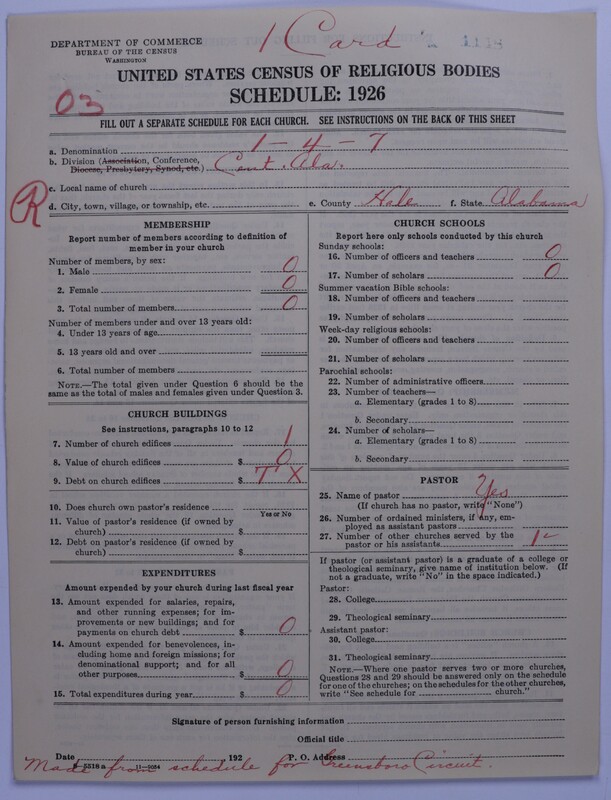 DEPARTMENT OF COMMERCE
BUREAU OF THE CENSUS
WASHINGTON
1 Card
1118
UNITED STATES CENSUS OF RELIGIOUS BODIES
SCHEDULE: 1926
03
FILL OUT A SEPARATE SCHEDULE FOR EACH CHURCH. SEE INSTRUCTIONS ON THE BACK OF THIS SHEET
a. Denomination 1-4-7
b. Division (Association, Conference, Diocese, Presbytery, Synod, etc.) Cent. Ala.
c. Local name of church
R
d. City, town, village, or township, etc. e. County Hale f. State Alabama
MEMBERSHIP
Report number of members according to definition of
member in your church
Number of members, by sex:
1. Male 0
2. Female 0
3. Total number of members 0
Number of members under and over 13 years old:
4. Under 13 years of age
5. 13 years old and over
6. Total number of members
NOTE.—The total given under Question 6 should be
same as the total of males and females given under Question 3.
CHURCH BUILDINGS
See instructions, paragraphs 10 to 12
7. Number of church edifices 1
8. Value of church edifices $ 0
9. Debt on church edifices $ T X
10. Does church own pastor's residence
Yes or No
11. Value of pastor's residence (if owned by
church) $
12. Debt on pastor's residence (if owned by
church) $
EXPENDITURES
Amount expended by your church during last fiscal year
13. Amount expended for salaries, repairs,
and other running expenses; for im-
provements or new buildings; and for
payments on church debt $ 0
14. Amount expended for benevolences, in-
cluding home and foreign missions; for
denominational support; and for all
other purposes $ 0
15. Total expenditures during year $ 0
CHURCH SCHOOLS
Report here only schools conducted by this church
Sunday schools:
16. Number of officers and teachers 0
17. Number of scholars 0
Summer vacation Bible schools:
18. Number of officers and teachers
19. Number of scholars
Week-day religious schools:
20. Number of officers and teachers
21. Number of scholars
Parochial schools:
22. Number of administrative officers
23. Number of teachers—
a. Elementary (grades 1 to 8)
b. Secondary
24. Number of scholars—
a. Elementary (grades 1 to 8)
b. Secondary
PASTOR
25. Name of pastor Yes
(If church has no pastor, write "None")
26. Number of ordained ministers, if any, em-
ployed as assistant pastors
27. Number of other churches served by the
pastor or his assistants 1
If pastor (or assistant pastor) is a graduate of a college or
theological seminary, give name of institution below. (If
not a graduate, write "No" in the space indicated.)
Pastor:
28. College
29. Theological seminary
Assistant pastor:
30. College
31. Theological seminary
NOTE.—Where one pastor serves two or more churches,
Questions 28 and 29 should be answered only on the schedule
for one of the churches; on the schedules for the other churches,
write "See schedule for church."
Signature of person furnishing information
Official title
Date 192 P. O. Address
Made from schedule for Greensboro Circuit.
5518a 11—9084